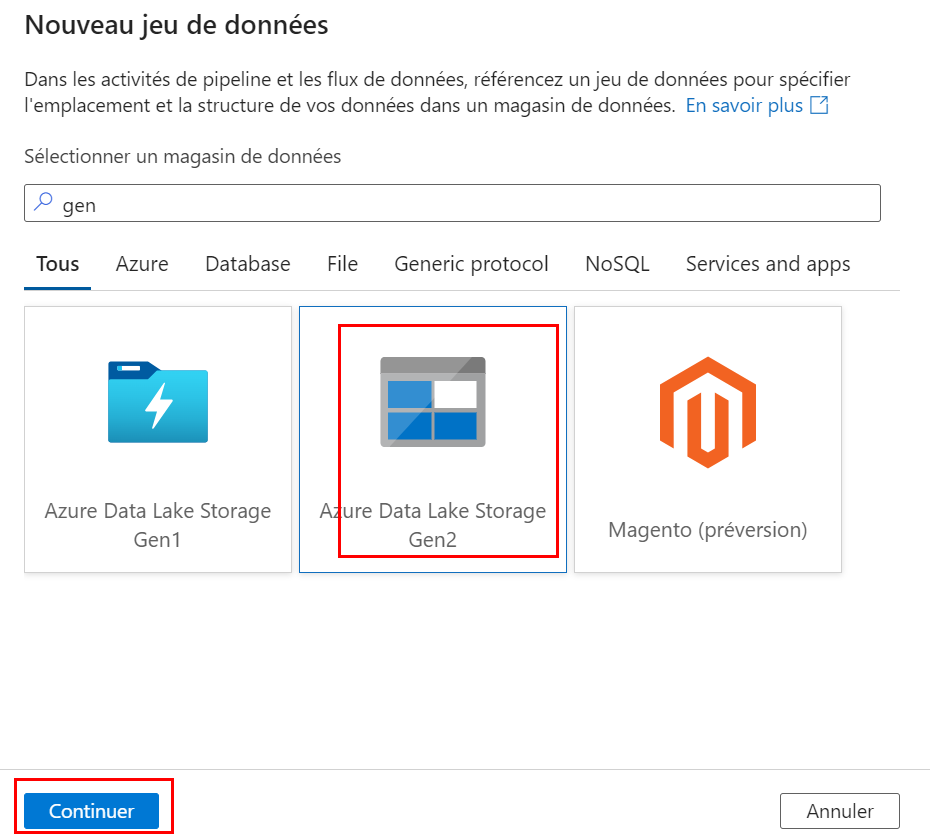 Nouveau jeu de données
Dans les activités de pipeline et les flux de données, référencez un jeu de données pour spécifier
l'emplacement et la structure de vos données dans un magasin de données. En savoir plus
Sélectionner un magasin de données
gen
Tous Azure Database File Generic protocol NoSQL Services and apps
Azure Data Lake Storage
Gen1
Azure Data Lake Storage
Gen2
Magento (préversion)
Continuer
Annuler